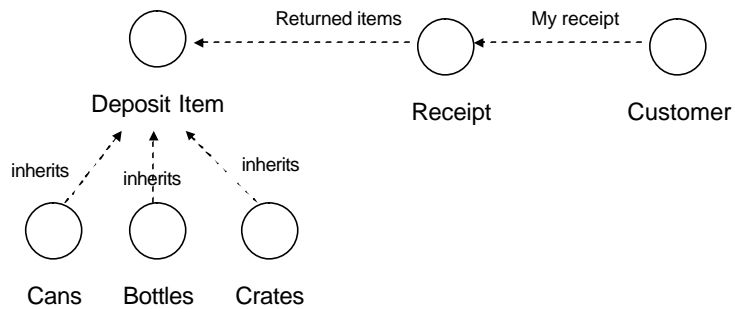 Returned items
My receipt
Deposit Item
Receipt
Customer
inherits
inherits
inherits
Cans
Bottles
Crates